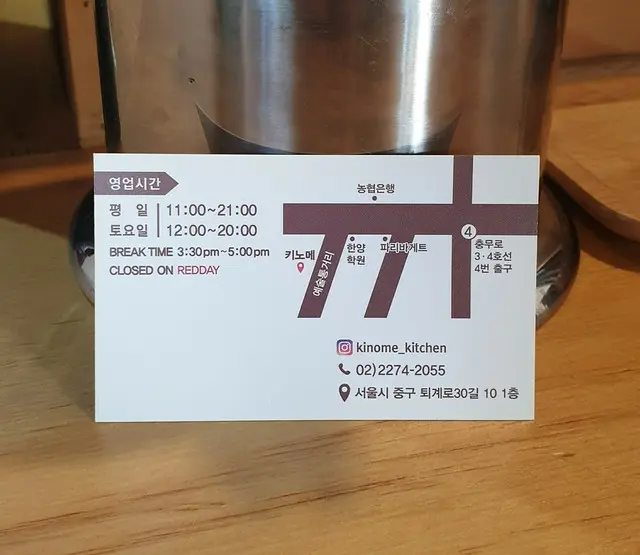 영업시간
평 일 11:00~21:00
토요일 12:00~20:00
BREAK TIME 3:30pm~5:00pm
CLOSED ON REDDAY
농협은행
4
충무로
3·4호선
4번 출구
키노메
예술통거리
한양
학원
파리바게트
kinome_kitchen
02)2274-2055
서울시 중구 퇴계로30길 10 1층